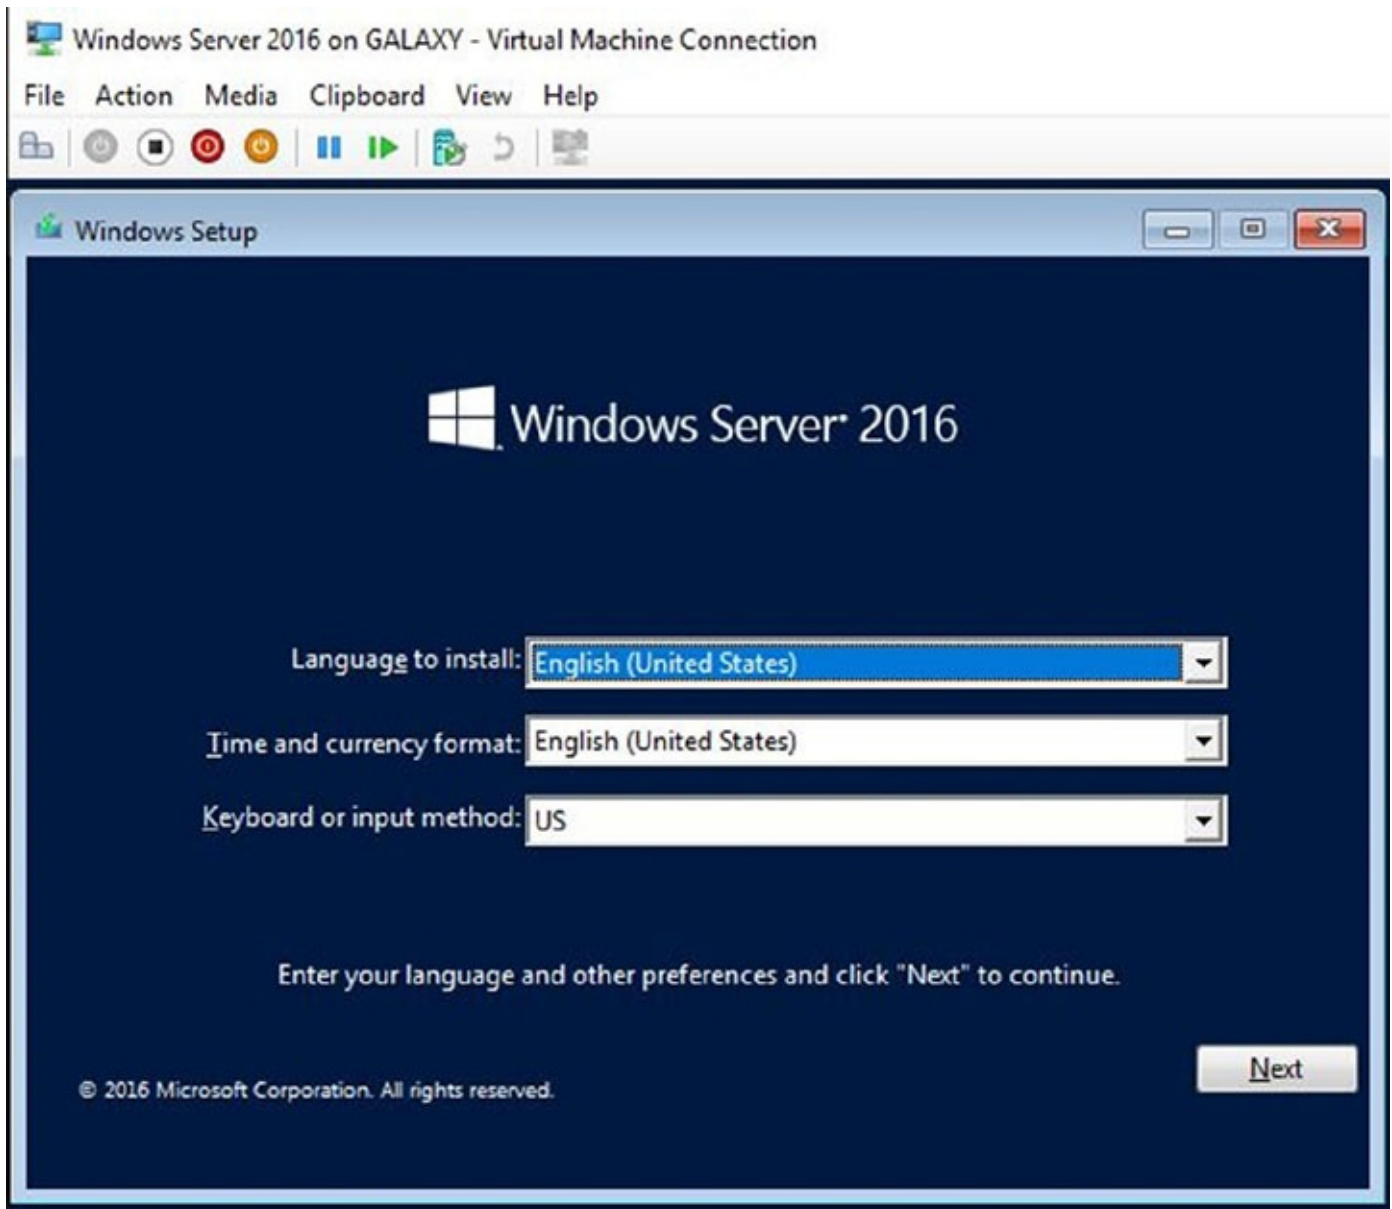 Windows Server 2016 on GALAXY - Virtual Machine Connection
File Action Media Clipboard View Help
Windows Setup
Windows Server® 2016
Language to install: English (United States)
Time and currency format: English (United States)
Keyboard or input method: US
Enter your language and other preferences and click "Next" to continue.
Next
© 2016 Microsoft Corporation. All rights reserved.